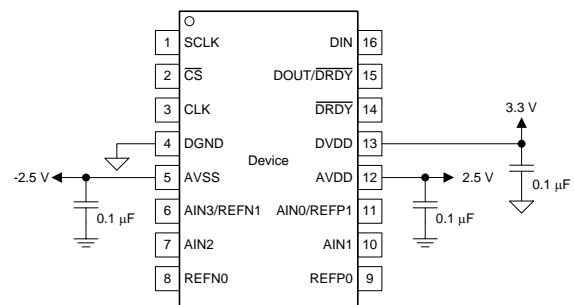 1 SCLK DIN 16
2 CS DOUT/DRDY 15
3 CLK DRDY 14
3.3 V
4 DGND DVDD 13
Device
-2.5 V 5 AVSS AVDD 12 2.5 V
0.1 μF
6 AIN3/REFN1 AIN0/REFP1 11
0.1 μF 0.1 μF
7 AIN2 AIN1 10
8 REFN0 REFP0 9